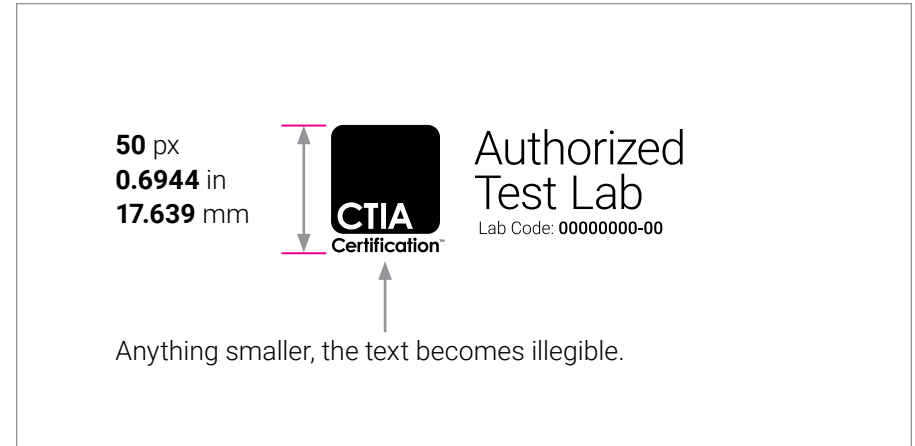 50 px
0.6944 in
17.639 mm
CTIA
Certification™
Authorized
Test Lab
Lab Code: 00000000-00
Anything smaller, the text becomes illegible.